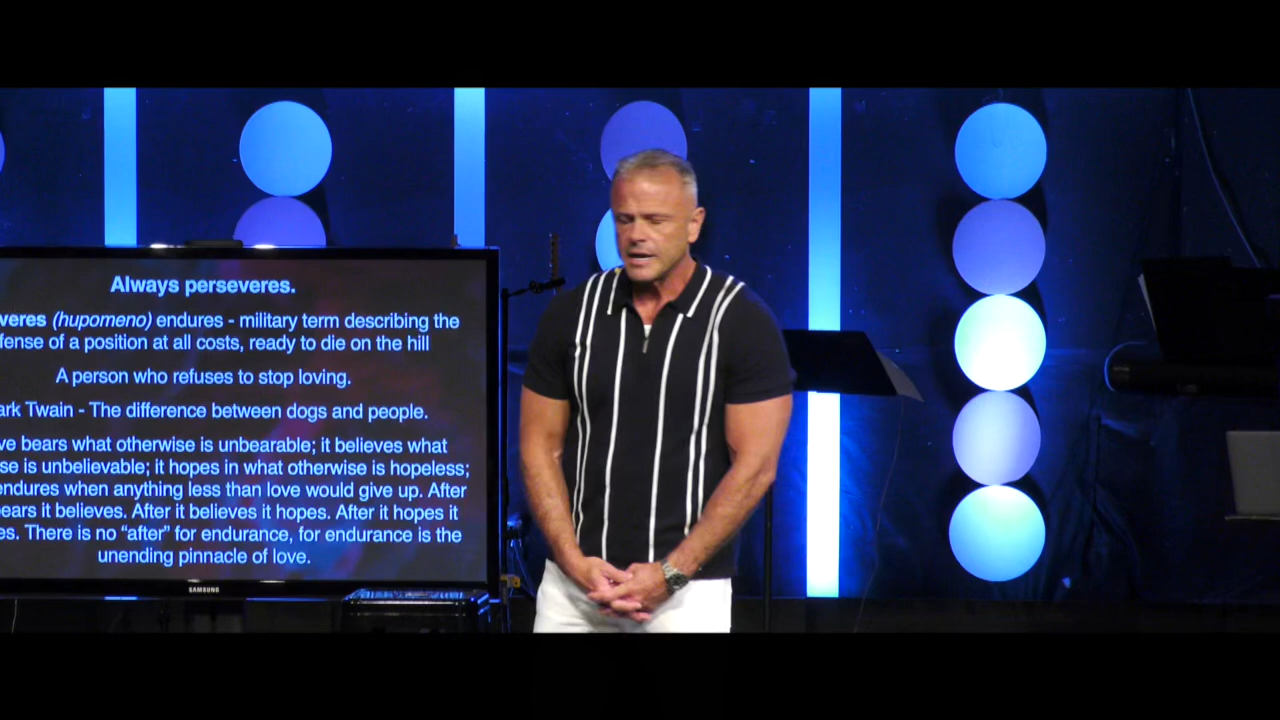 Always perseveres.
veres (hupomeno) endures - military term describing the
fense of a position at all costs, ready to die on the hill
A person who refuses to stop loving.
ark Twain - The difference between dogs and people.
ve bears what otherwise is unbearable; it believes what
se is unbelievable; it hopes in what otherwise is hopeless;
endures when anything less than love would give up. After
ears it believes. After it believes it hopes. After it hopes it
es. There is no “after” for endurance, for endurance is the
unending pinnacle of love.
SAMSUNG